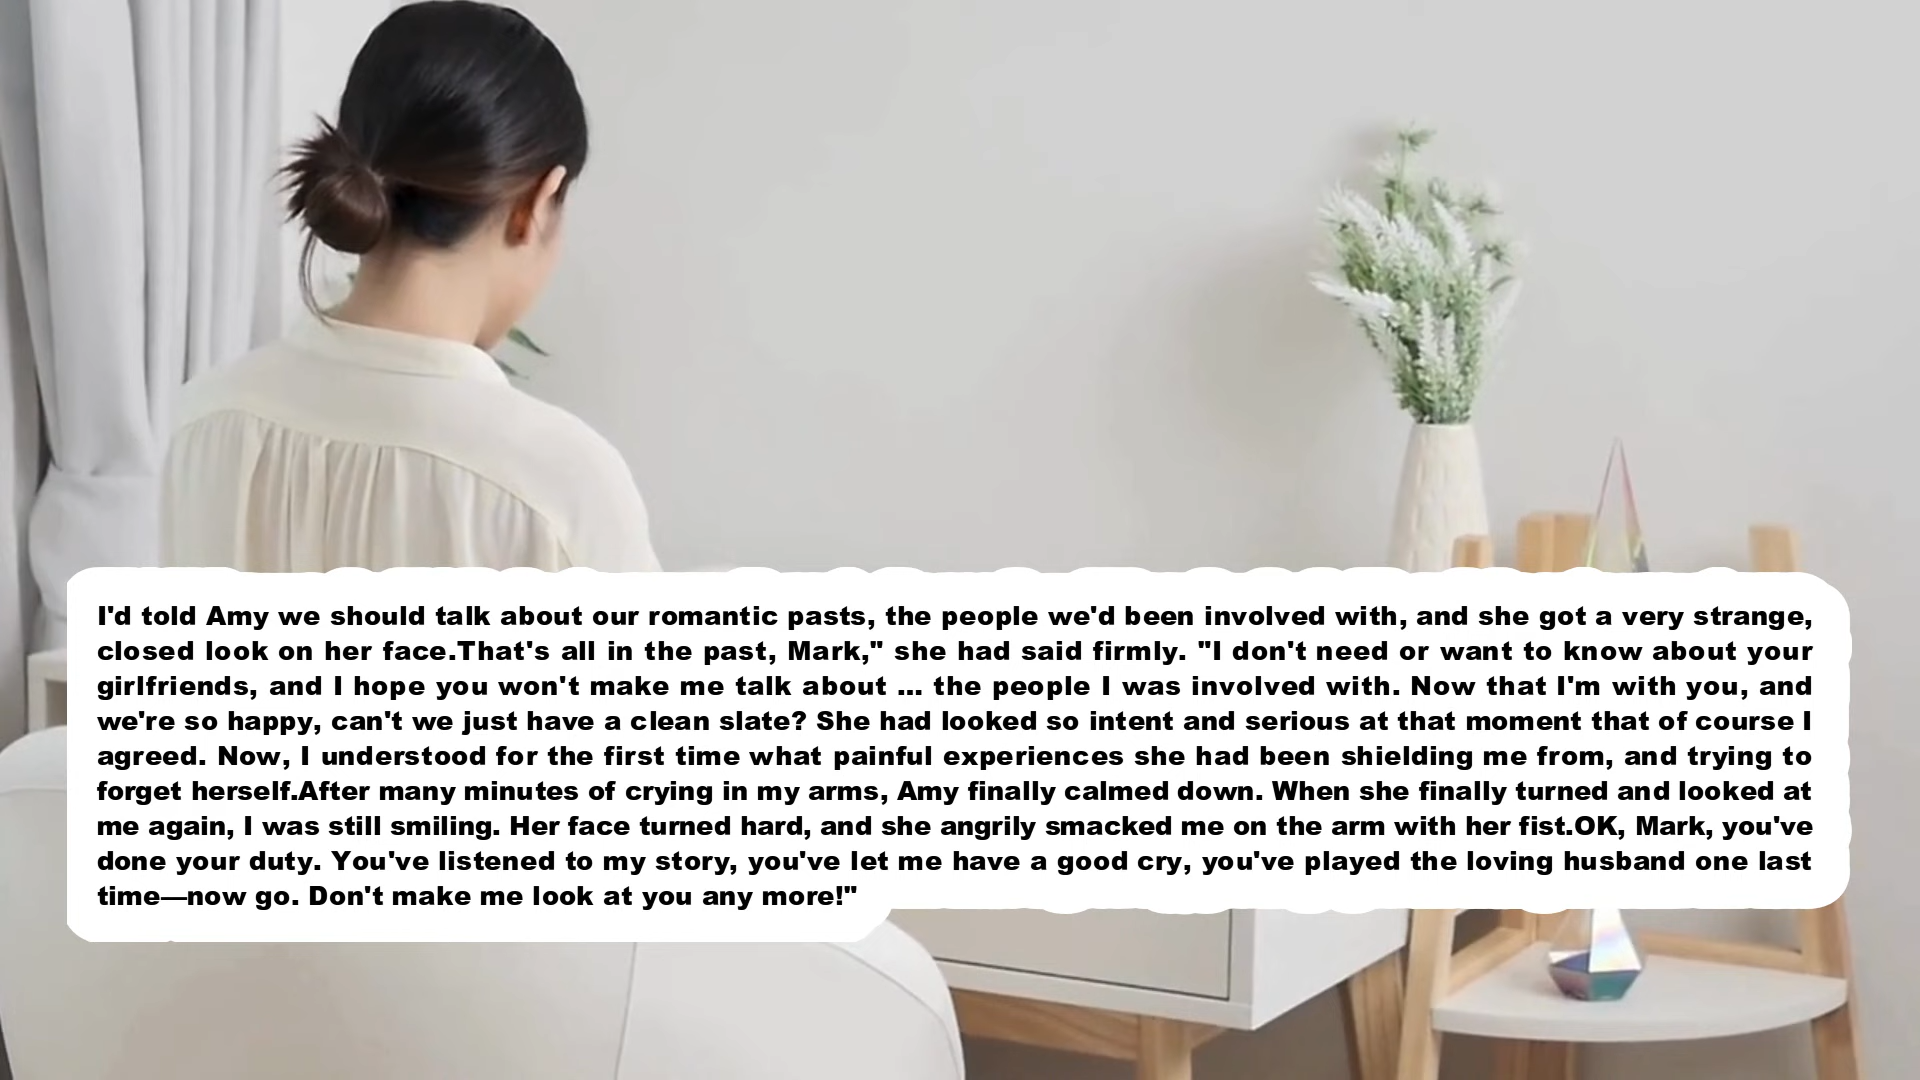 I'd told Amy we should talk about our romantic pasts, the people we'd been involved with, and she got a very strange,
closed look on her face.That's all in the past, Mark," she had said firmly. "I don't need or want to know about your
girlfriends, and I hope you won't make me talk about ... the people I was involved with. Now that I'm with you, and
we're so happy, can't we just have a clean slate? She had looked so intent and serious at that moment that of course I
agreed. Now, I understood for the first time what painful experiences she had been shielding me from, and trying to
forget herself.After many minutes of crying in my arms, Amy finally calmed down. When she finally turned and looked at
me again, I was still smiling. Her face turned hard, and she angrily smacked me on the arm with her fist.OK, Mark, you've
done your duty. You've listened to my story, you've let me have a good cry, you've played the loving husband one last
time—now go. Don't make me look at you any more!"